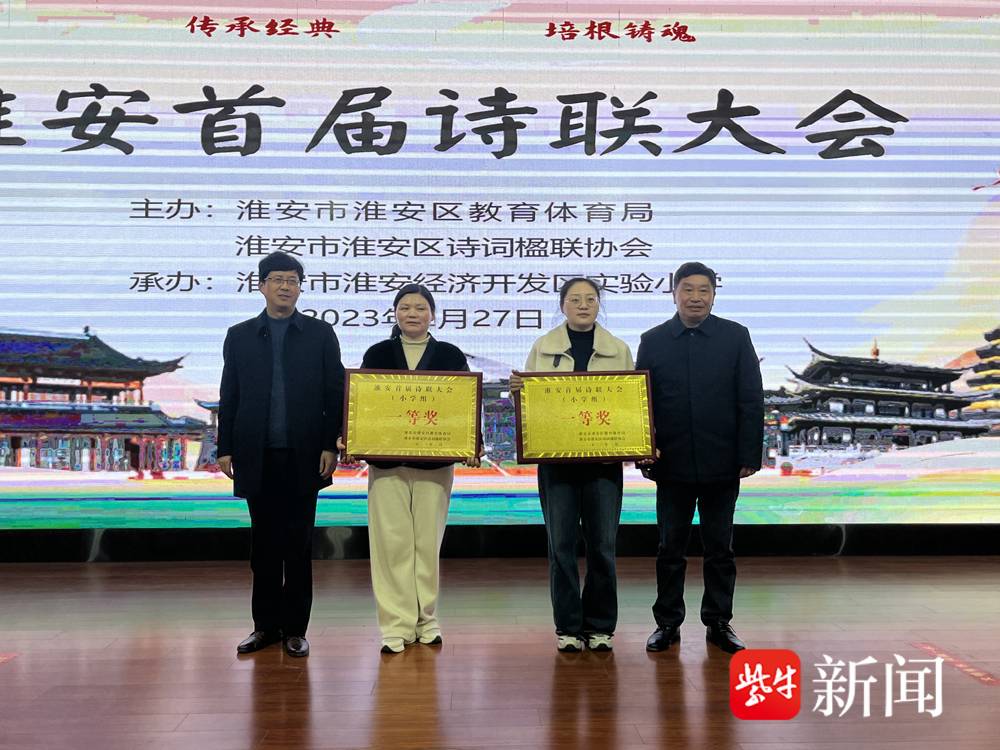 传承经典 培根铸魂
淮安首届诗联大会
主办：淮安市淮安区教育体育局
淮安市淮安区诗词楹联协会
承办：淮安市淮安经济开发区实验小学
2023年 月27日
淮安首届诗联大会
（小学组）
一等奖
淮安首届诗联大会
（小学组）
一等奖
紫牛新闻